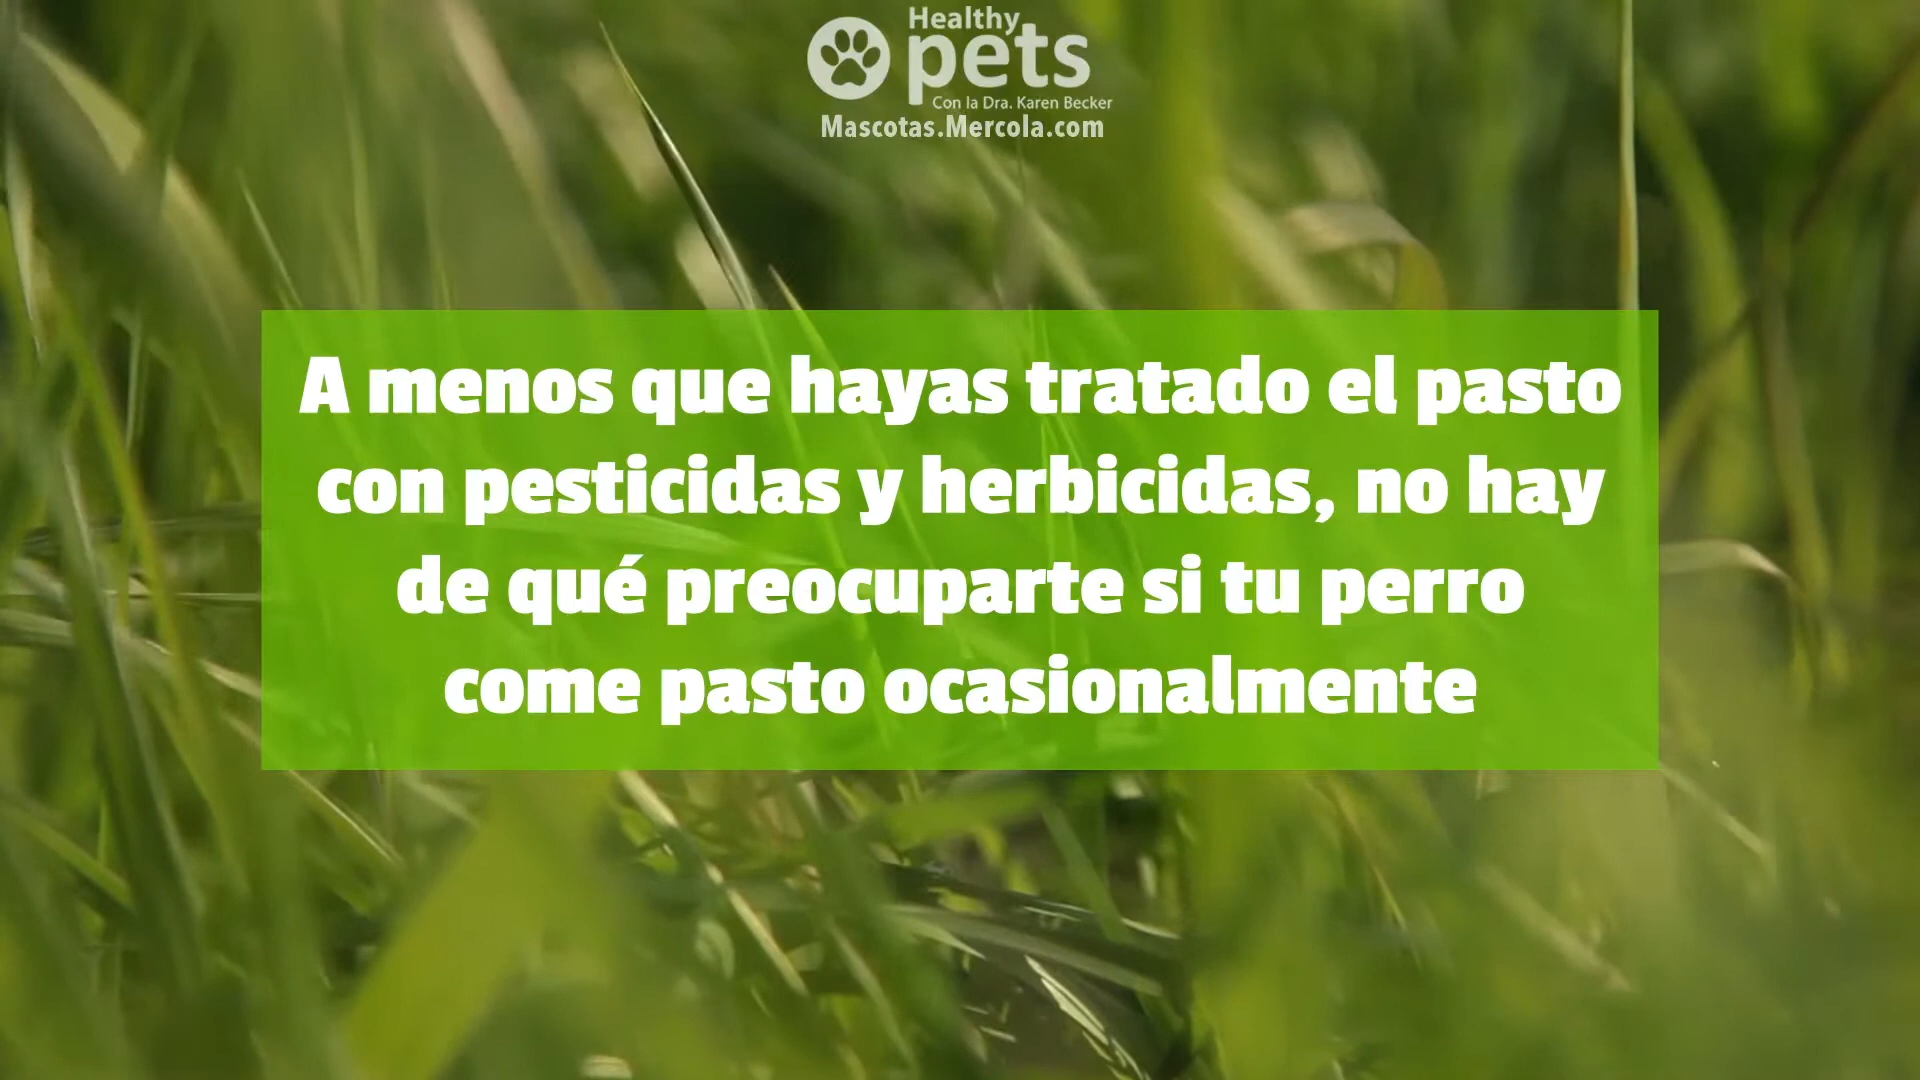 Healthy
pets
Con la Dra. Karen Becker
Mascotas.Mercola.com
A menos que hayas tratado el pasto
con pesticidas y herbicidas, no hay
de qué preocuparte si tu perro
come pasto ocasionalmente